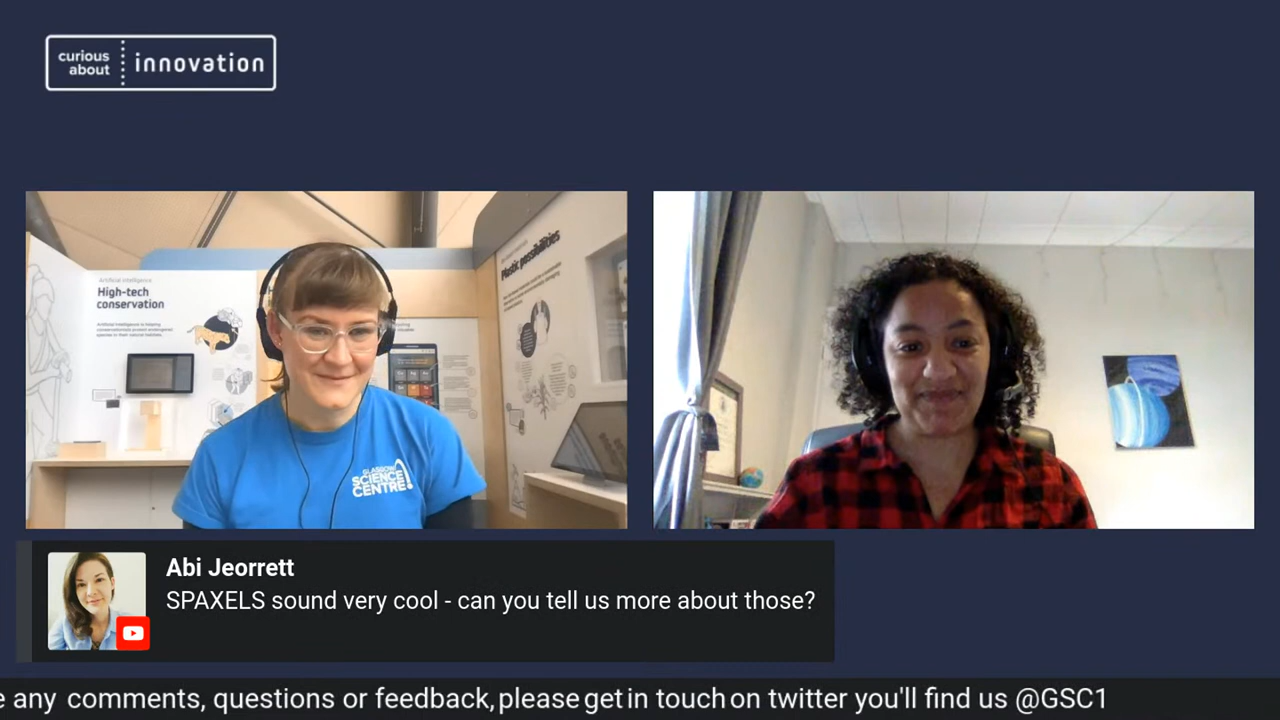 curious
about
innovation
Artificial intelligence
High-tech
conservation
Plastic possibilities
GLASGOW
SCIENCE
CENTRE!
Abi Jeorrett
SPAXELS sound very cool - can you tell us more about those?
e any comments, questions or feedback, please get in touch on twitter you'll find us @GSC1